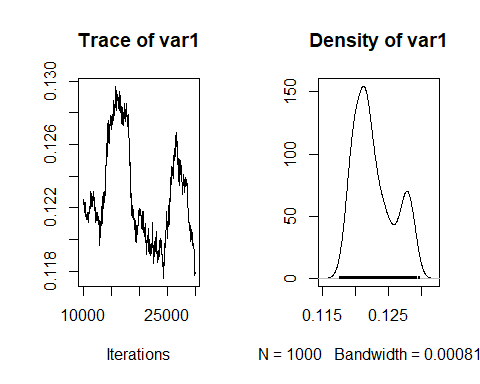 Trace of var1
0.118 0.122 0.126 0.130
10000 25000
Iterations
Density of var1
0 50 100 150
0.115 0.125
N = 1000 Bandwidth = 0.00081